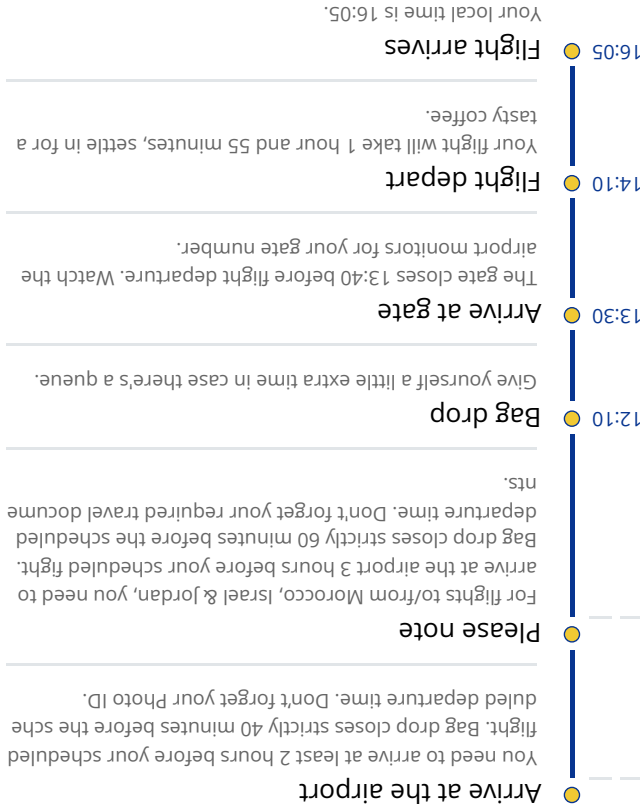 Arrive at the airport
You need to arrive at least 2 hours before your scheduled
flight. Bag drop closes strictly 40 minutes before the sche
duled departure time. Don't forget your Photo ID.
Please note
For flights to/from Morocco, Israel & Jordan, you need to
arrive at the airport 3 hours before your scheduled fight.
Bag drop closes strictly 60 minutes before the scheduled
departure time. Don't forget your required travel docume
nts.
12:10
Bag drop
Give yourself a little extra time in case there's a queue.
13:30
Arrive at gate
The gate closes 13:40 before flight departure. Watch the
airport monitors for your gate number.
14:10
Flight depart
Your flight will take 1 hour and 55 minutes, settle in for a
tasty coffee.
16:05
Flight arrives
Your local time is 16:05.